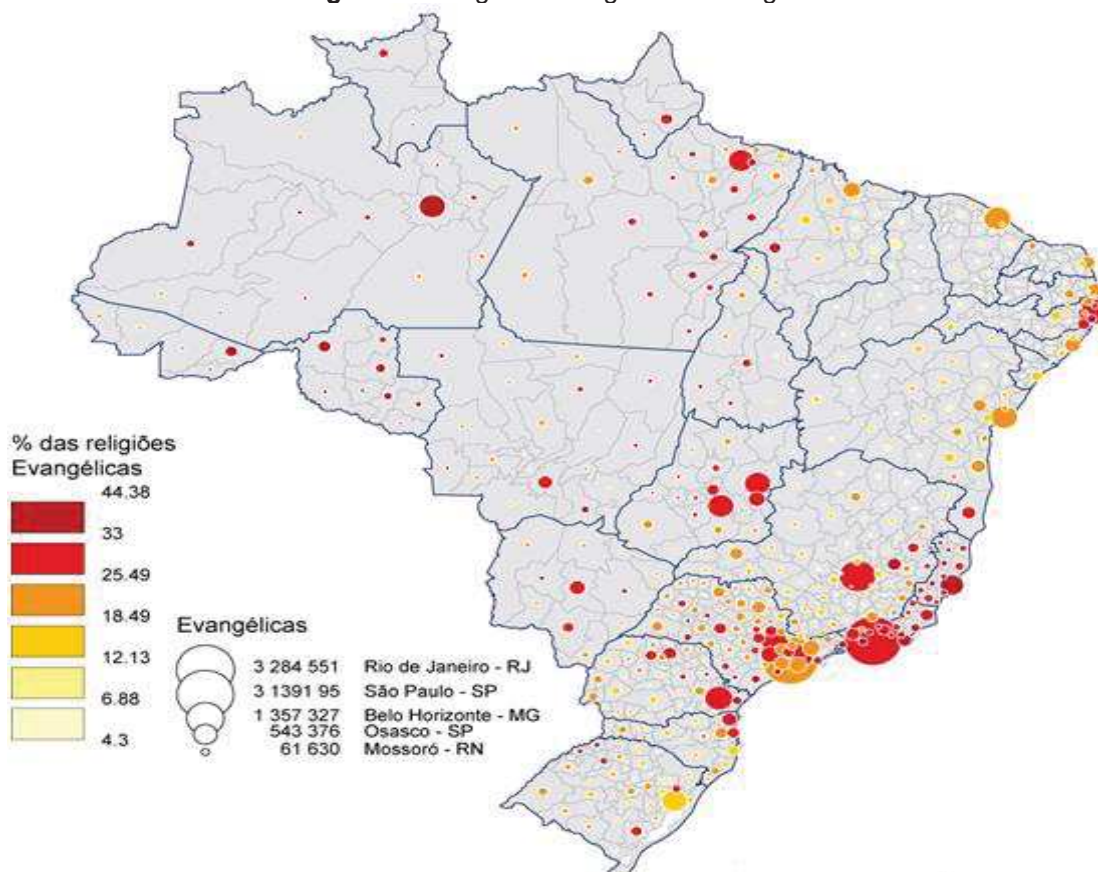 % das religiões
Evangélicas
44.38
33
25.49
18.49
12.13
6.88
4.3
Evangélicas
3 284 551 Rio de Janeiro - RJ
3 1391 95 São Paulo - SP
1 357 327 Belo Horizonte - MG
543 376 Osasco - SP
61 630 Mossoró - RN